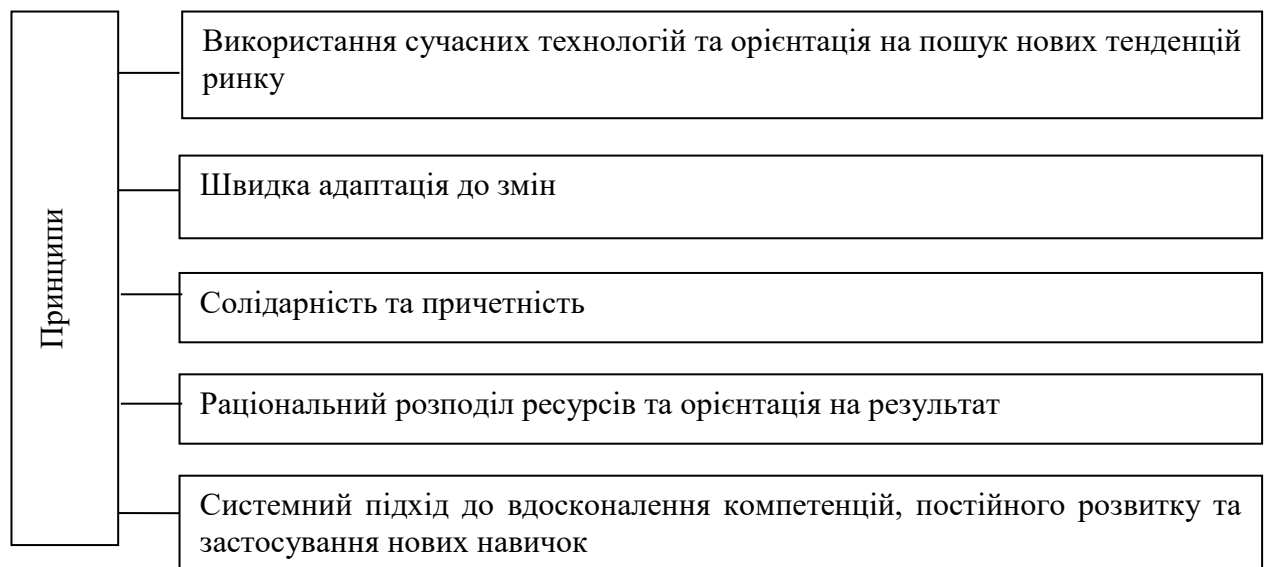 Принципи
Використання сучасних технологій та орієнтація на пошук нових тенденцій
ринку
Швидка адаптація до змін
Солідарність та причетність
Раціональний розподіл ресурсів та орієнтація на результат
Системний підхід до вдосконалення компетенцій, постійного розвитку та
застосування нових навичок